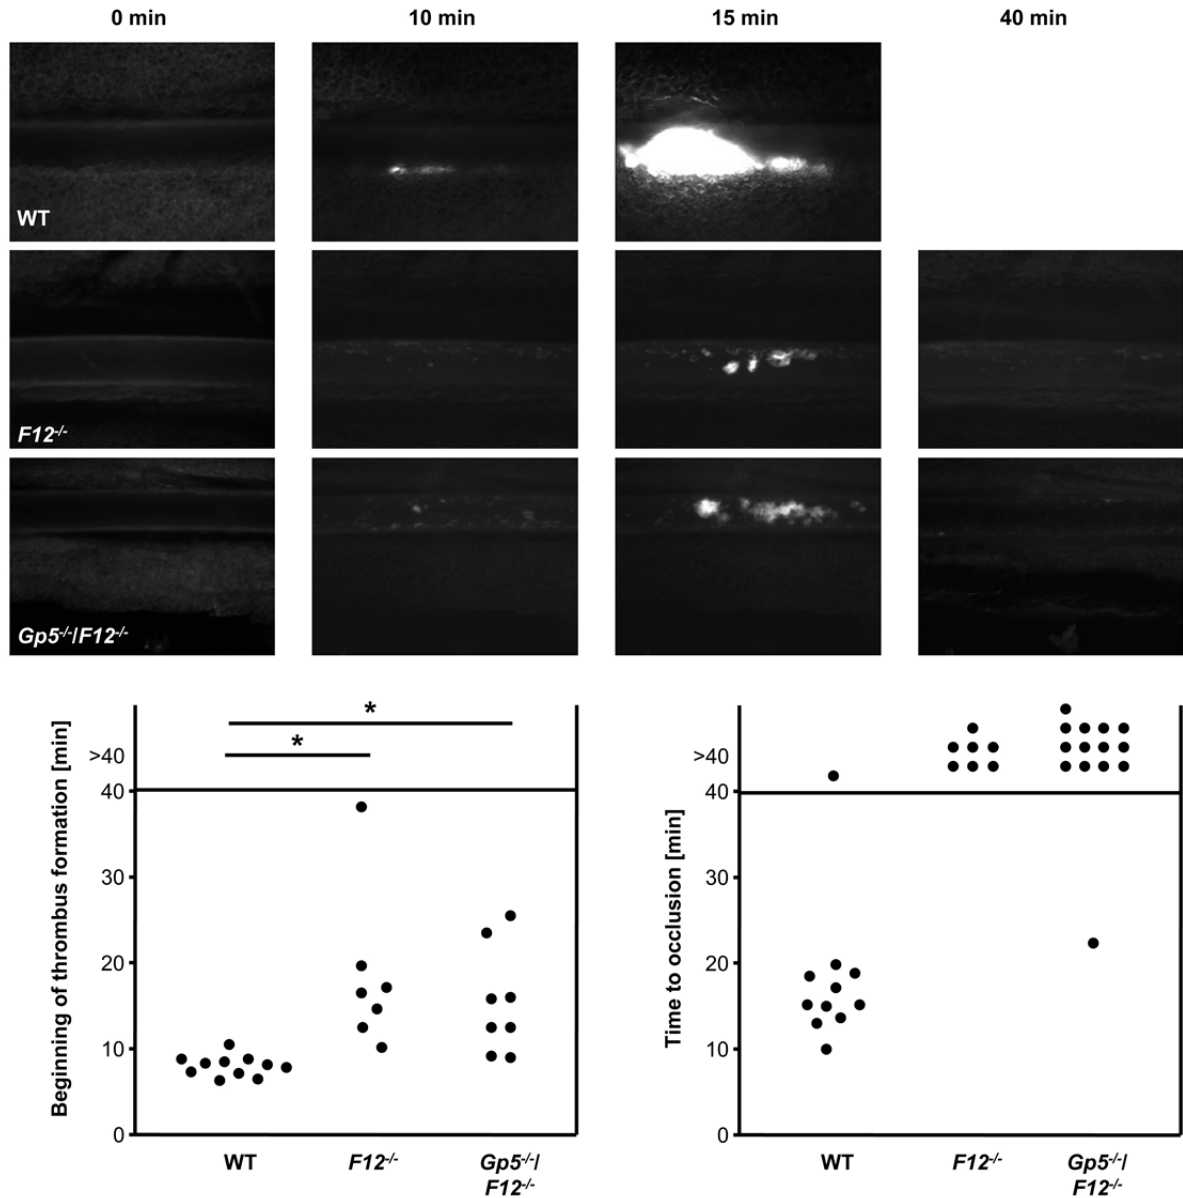 0 min 10 min 15 min 40 min
WT
F12-/-
Gp5-/-/F12-/-
Beginning of thrombus formation [min]
* 
*
>40
40
30
20
10
0
WT F12-/- Gp5-/-/
F12-/-
Time to occlusion [min]
>40
40
30
20
10
0
WT F12-/- Gp5-/-/
F12-/-